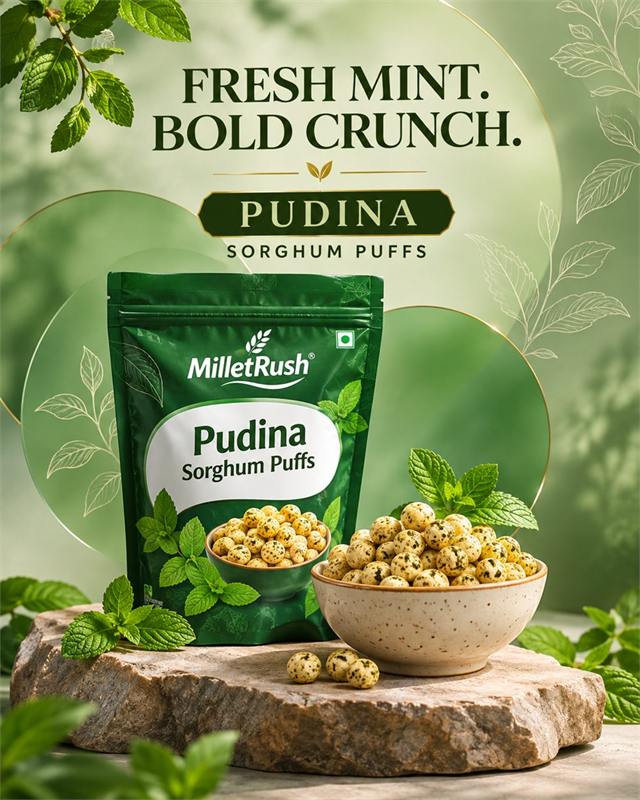 FRESH MINT.
BOLD CRUNCH.
PUDINA
SORGHUM PUFFS
MilletRush®
Pudina
Sorghum Puffs